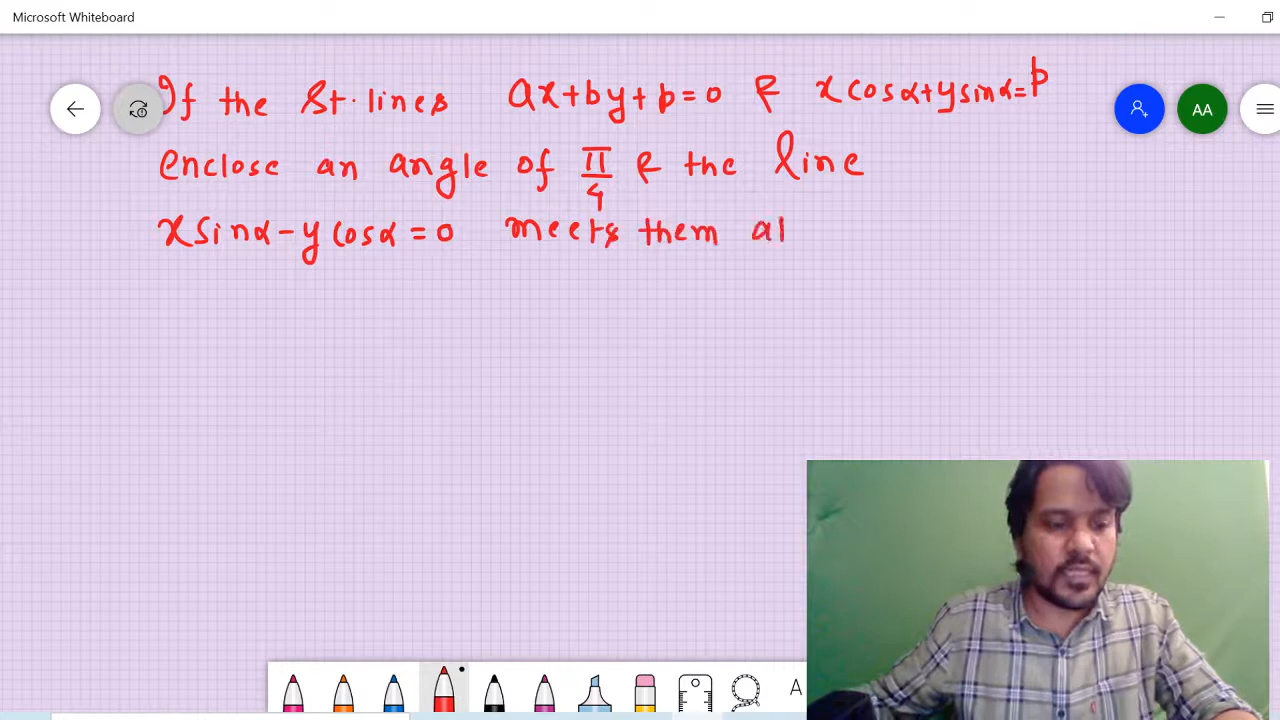 Microsoft Whiteboard
If the St. lines ax+by+p=0 & xcosα+ysinα=p
enclose an angle of π/4 & the line
xsinα-ycosα=0 meets them at
AA
A